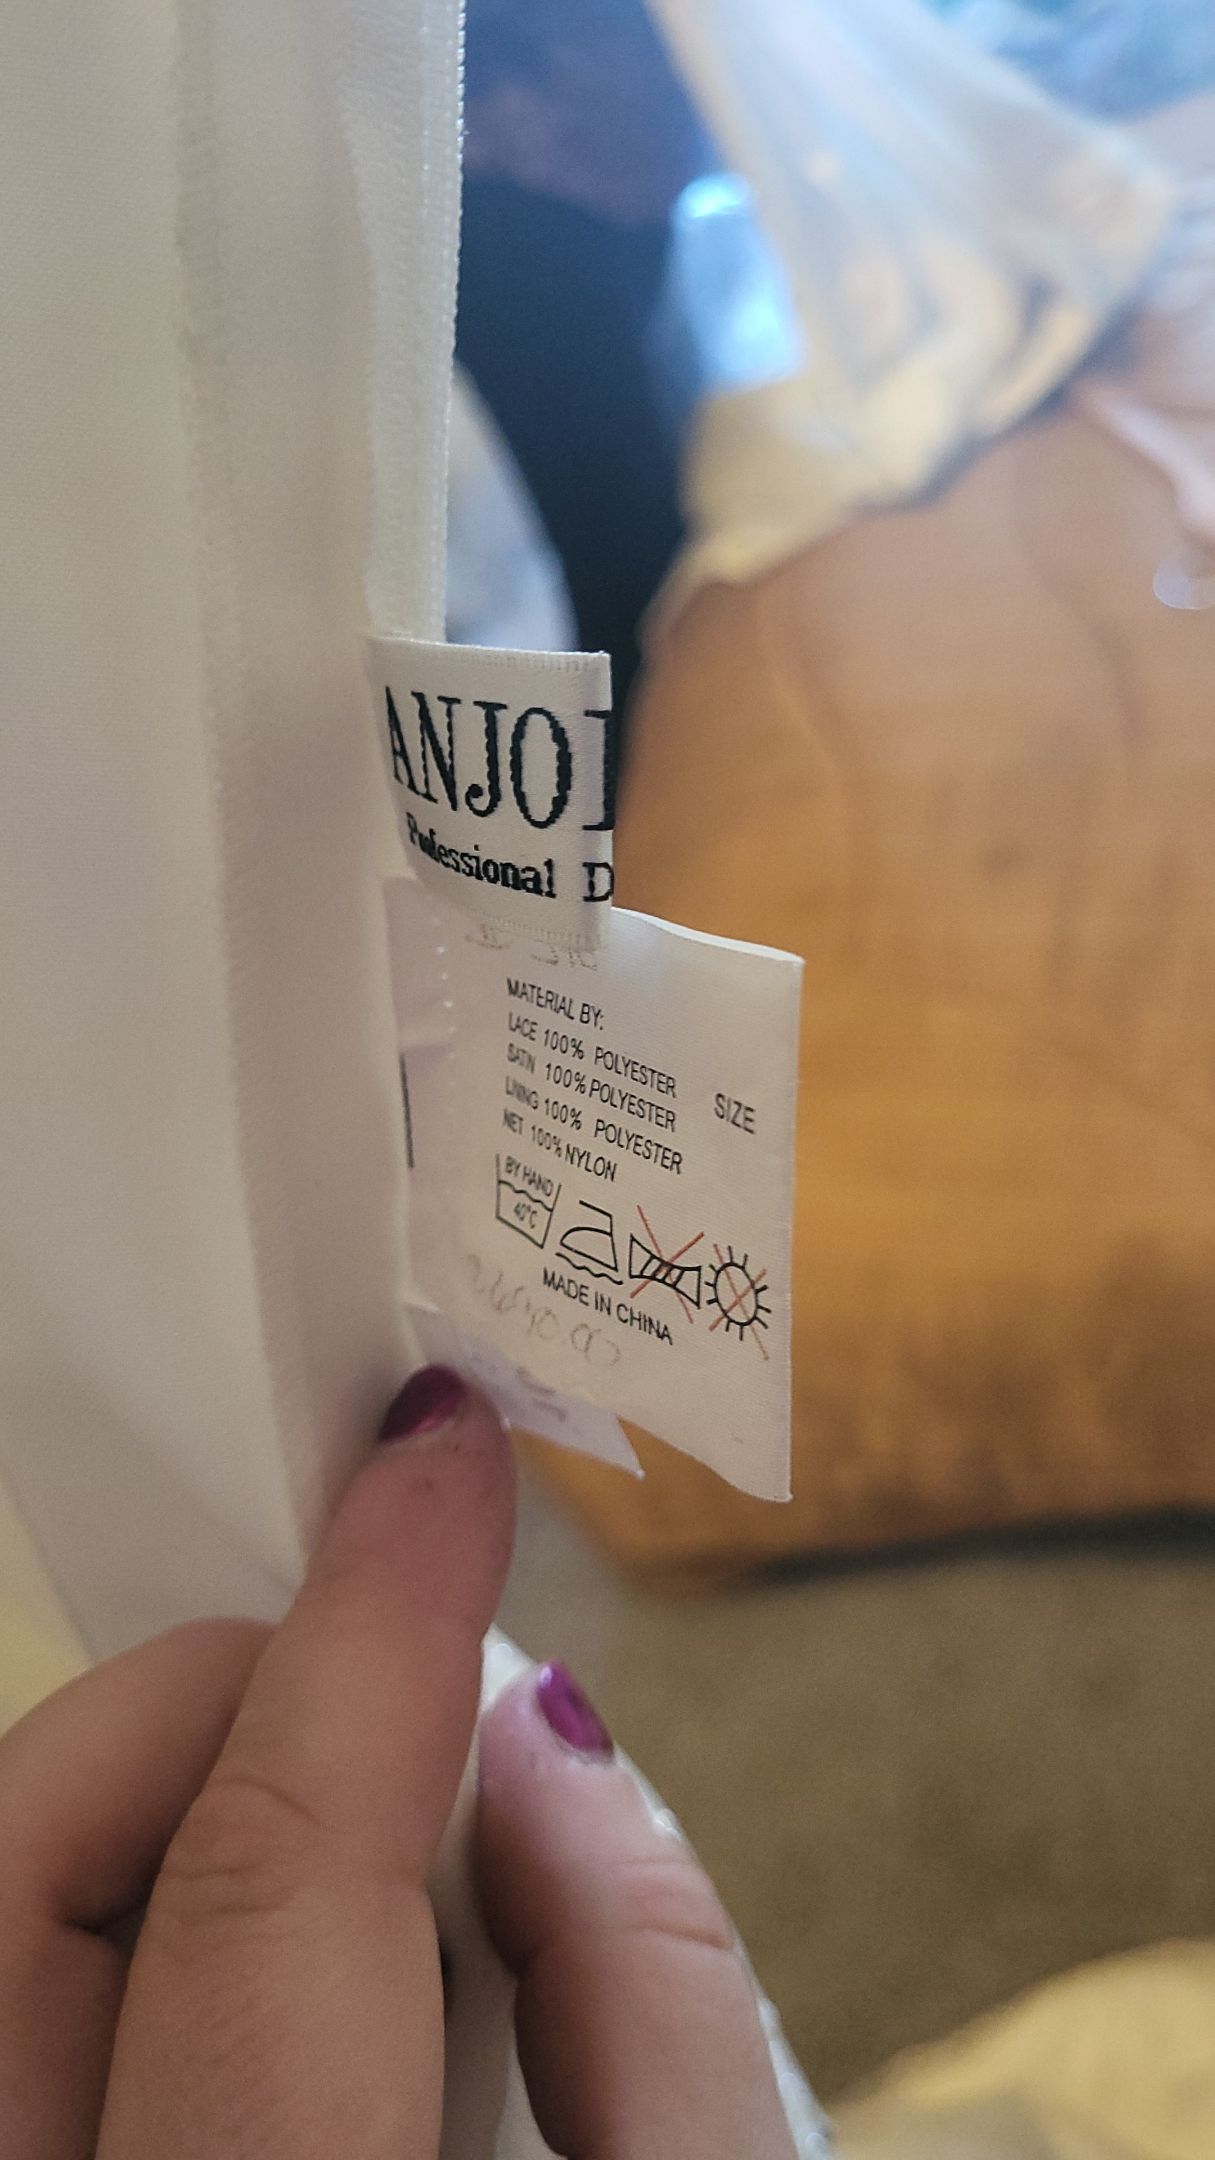 ANJO
Professional D
MATERIAL BY:
LACE 100% POLYESTER
SATIN 100% POLYESTER
LINING 100% POLYESTER
NET 100% NYLON
SIZE
BY HAND
40°C
MADE IN CHINA